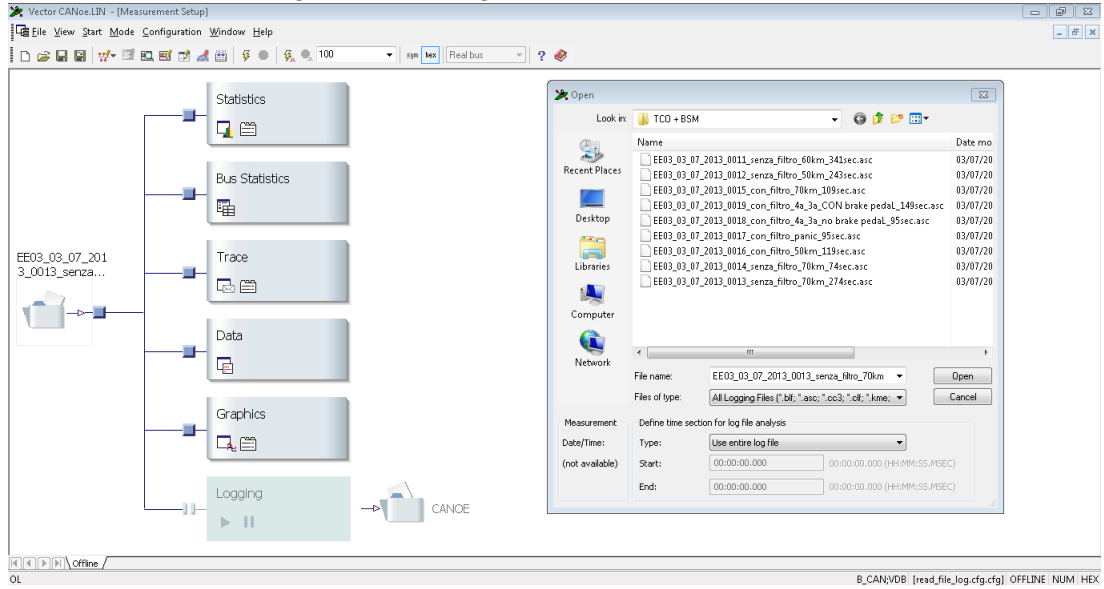 Vector CANoe.LIN - [Measurement Setup]
File View Start Mode Configuration Window Help
100 syn hex Real bus ?
Statistics
Bus Statistics
Trace
Data
Graphics
Logging
CANOE
EE03_03_07_201
3_0013_senza...
Open
Look in: TCO + BSM
Recent Places
Desktop
Libraries
Computer
Network
Name Date mo
EE03_03_07_2013_0011_senza_filtro_60km_341sec.asc 03/07/20
EE03_03_07_2013_0012_senza_filtro_50km_243sec.asc 03/07/20
EE03_03_07_2013_0015_con_filtro_70km_109sec.asc 03/07/20
EE03_03_07_2013_0019_con_filtro_4a_3a_CON brake pedaL_149sec.asc 03/07/20
EE03_03_07_2013_0018_con_filtro_4a_3a_no brake pedaL_95sec.asc 03/07/20
EE03_03_07_2013_0017_con_filtro_panic_95sec.asc 03/07/20
EE03_03_07_2013_0016_con_filtro_50km_119sec.asc 03/07/20
EE03_03_07_2013_0014_senza_filtro_70km_74sec.asc 03/07/20
EE03_03_07_2013_0013_senza_filtro_70km_274sec.asc 03/07/20
File name: EE03_03_07_2013_0013_senza_filtro_70km Open
Files of type: All Logging Files (*.blf; *.asc; *.cc3; *.clf; *.kme; Cancel
Measurement
Date/Time:
(not available)
Define time section for log file analysis
Type: Use entire log file
Start: 00:00:00.000 00:00:00.000 (HH:MM:SS.MSEC)
End: 00:00:00.000 00:00:00.000 (HH:MM:SS.MSEC)
Offline
OL B_CAN;VDB [read_file_log.cfg.cfg] OFFLINE NUM HEX